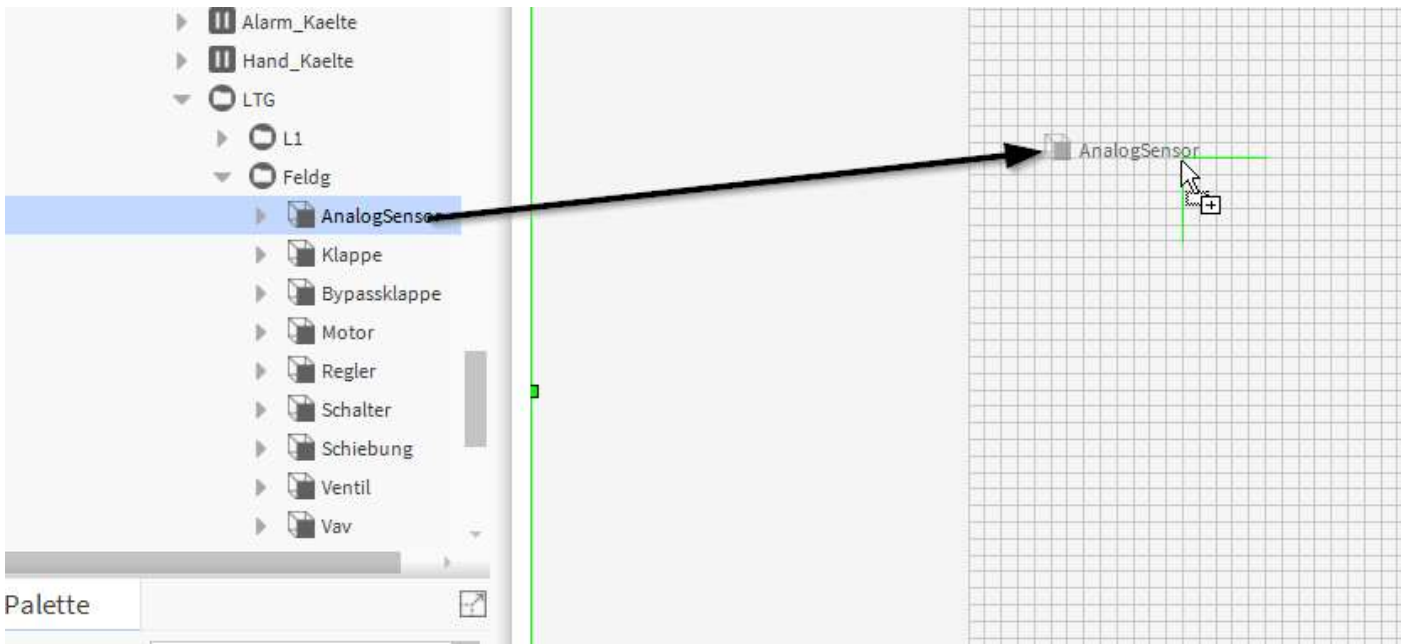 Alarm_Kaelte
Hand_Kaelte
LTG
L1
Feldg
AnalogSensor
Klappe
Bypassklappe
Motor
Regler
Schalter
Schiebung
Ventil
Vav
Palette
AnalogSensor